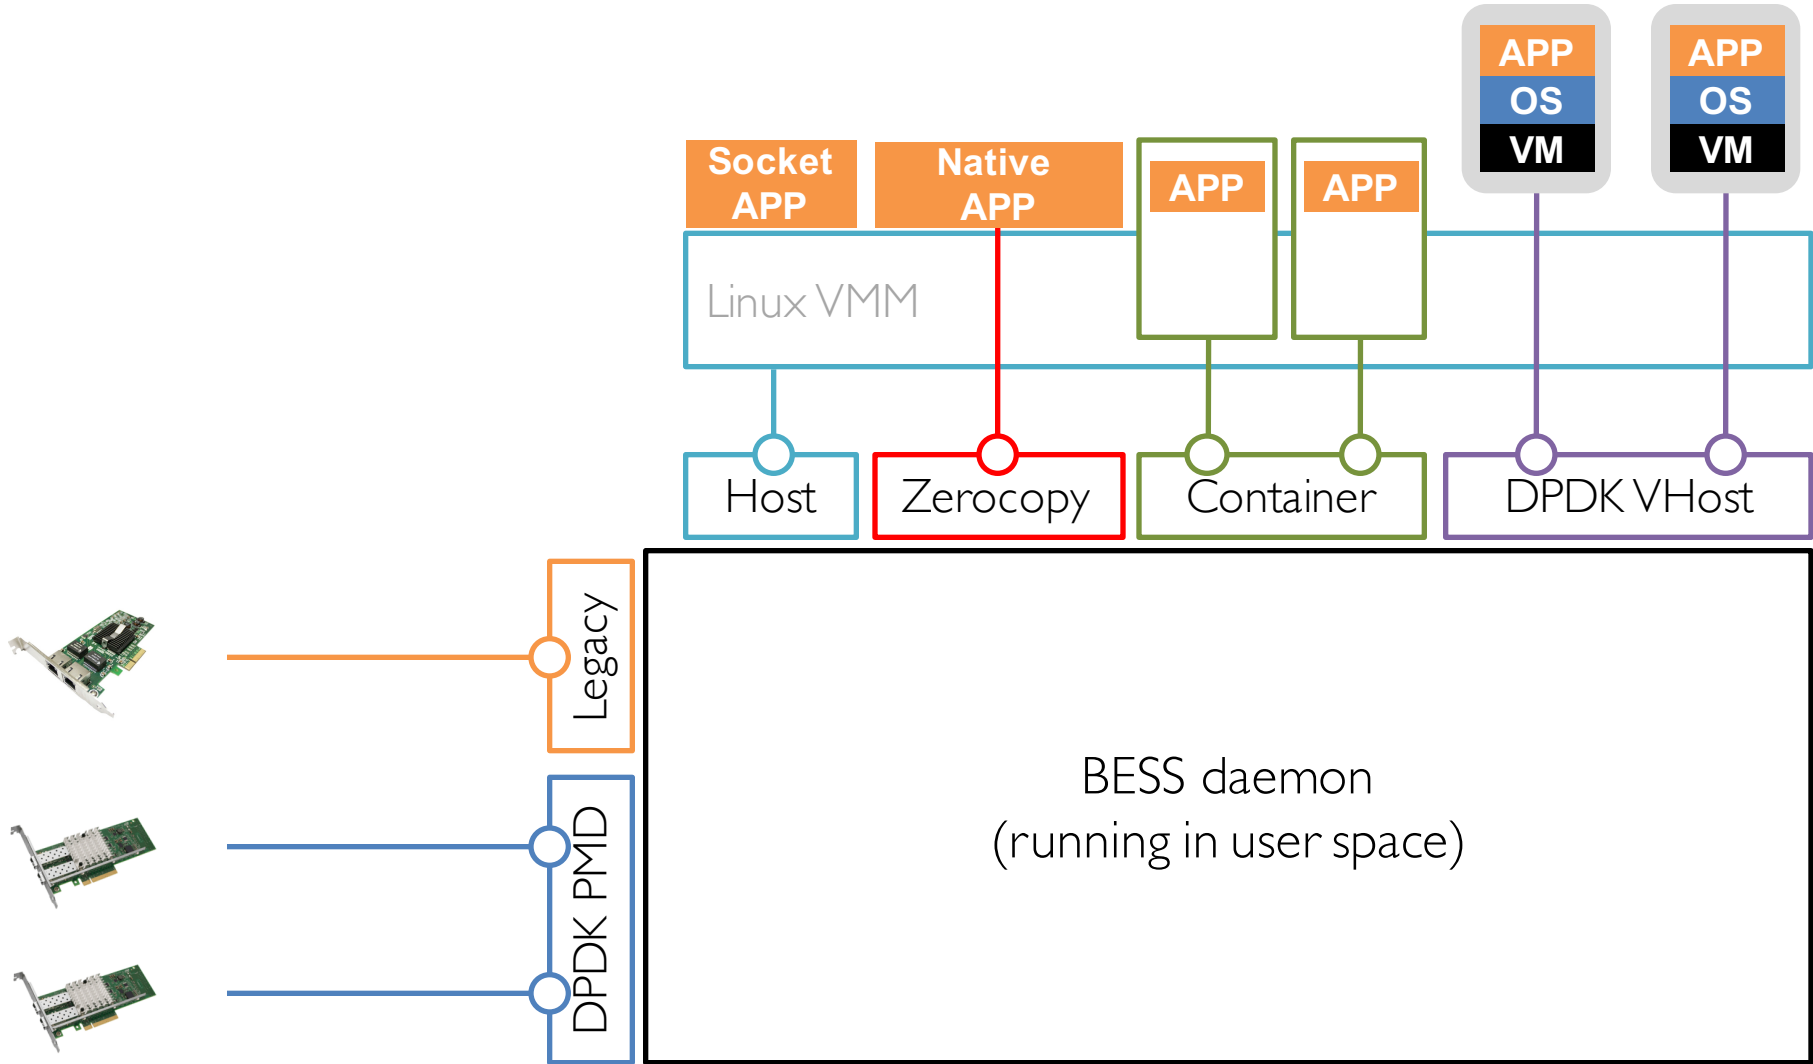 APP
OS
VM
APP
OS
VM
Socket
APP
Native
APP
APP
APP
Linux VMM
Host
Zerocopy
Container
DPDK VHost
Legacy
DPDK PMD
BESS daemon
(running in user space)